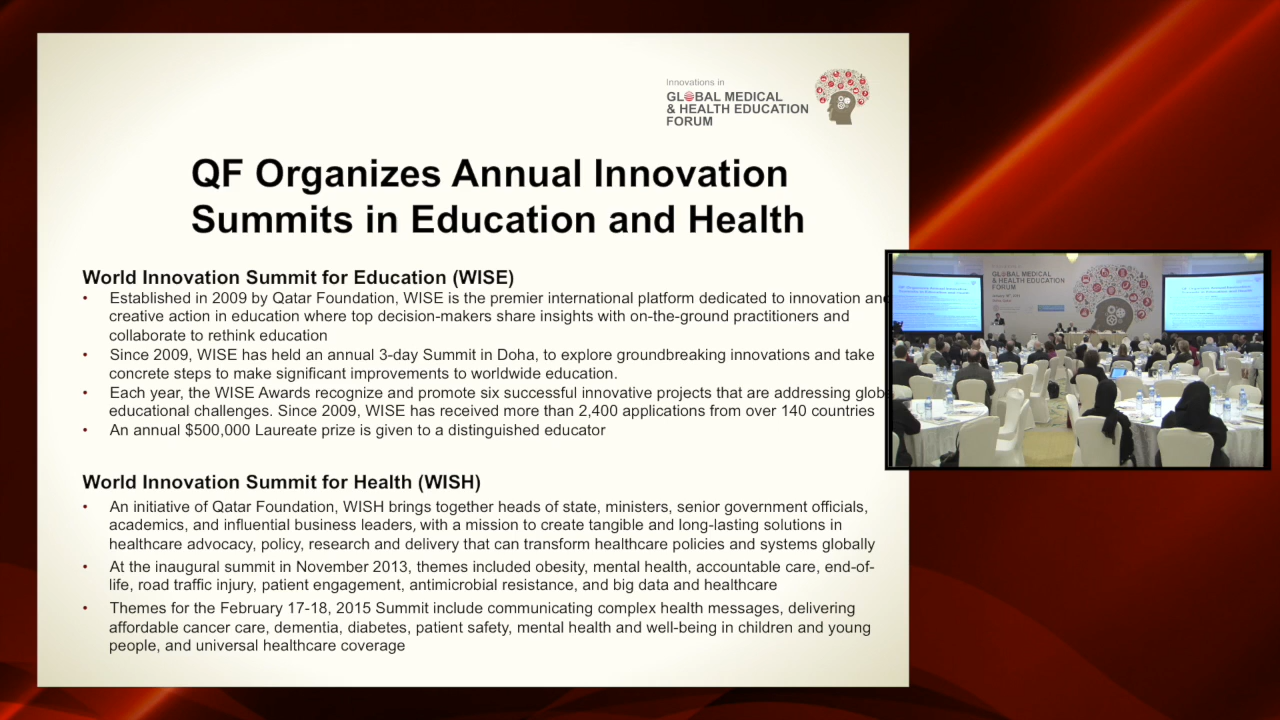 Innovations in
GLOBAL MEDICAL
& HEALTH EDUCATION
FORUM
QF Organizes Annual Innovation
Summits in Education and Health
World Innovation Summit for Education (WISE)
• Established in 2009 by Qatar Foundation, WISE is the premier international platform dedicated to innovation and
creative action in education where top decision-makers share insights with on-the-ground practitioners and
collaborate to rethink education
• Since 2009, WISE has held an annual 3-day Summit in Doha, to explore groundbreaking innovations and take
concrete steps to make significant improvements to worldwide education.
• Each year, the WISE Awards recognize and promote six successful innovative projects that are addressing glob
educational challenges. Since 2009, WISE has received more than 2,400 applications from over 140 countries
• An annual $500,000 Laureate prize is given to a distinguished educator
World Innovation Summit for Health (WISH)
• An initiative of Qatar Foundation, WISH brings together heads of state, ministers, senior government officials,
academics, and influential business leaders, with a mission to create tangible and long-lasting solutions in
healthcare advocacy, policy, research and delivery that can transform healthcare policies and systems globally
• At the inaugural summit in November 2013, themes included obesity, mental health, accountable care, end-of-
life, road traffic injury, patient engagement, antimicrobial resistance, and big data and healthcare
• Themes for the February 17-18, 2015 Summit include communicating complex health messages, delivering
affordable cancer care, dementia, diabetes, patient safety, mental health and well-being in children and young
people, and universal healthcare coverage
GLOBAL MEDICAL
& HEALTH EDUCATION
FORUM
QF Organizes Annual Innovation
Summits in Education and Health